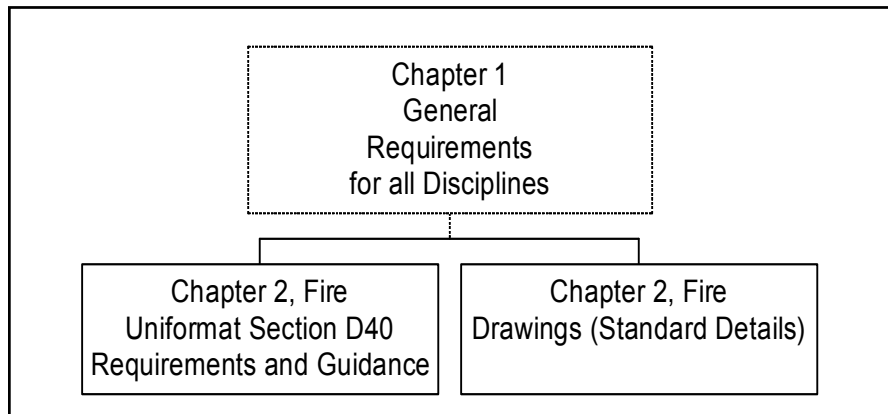 Chapter 1
General
Requirements
for all Disciplines
Chapter 2, Fire
Uniformat Section D40
Requirements and Guidance
Chapter 2, Fire
Drawings (Standard Details)